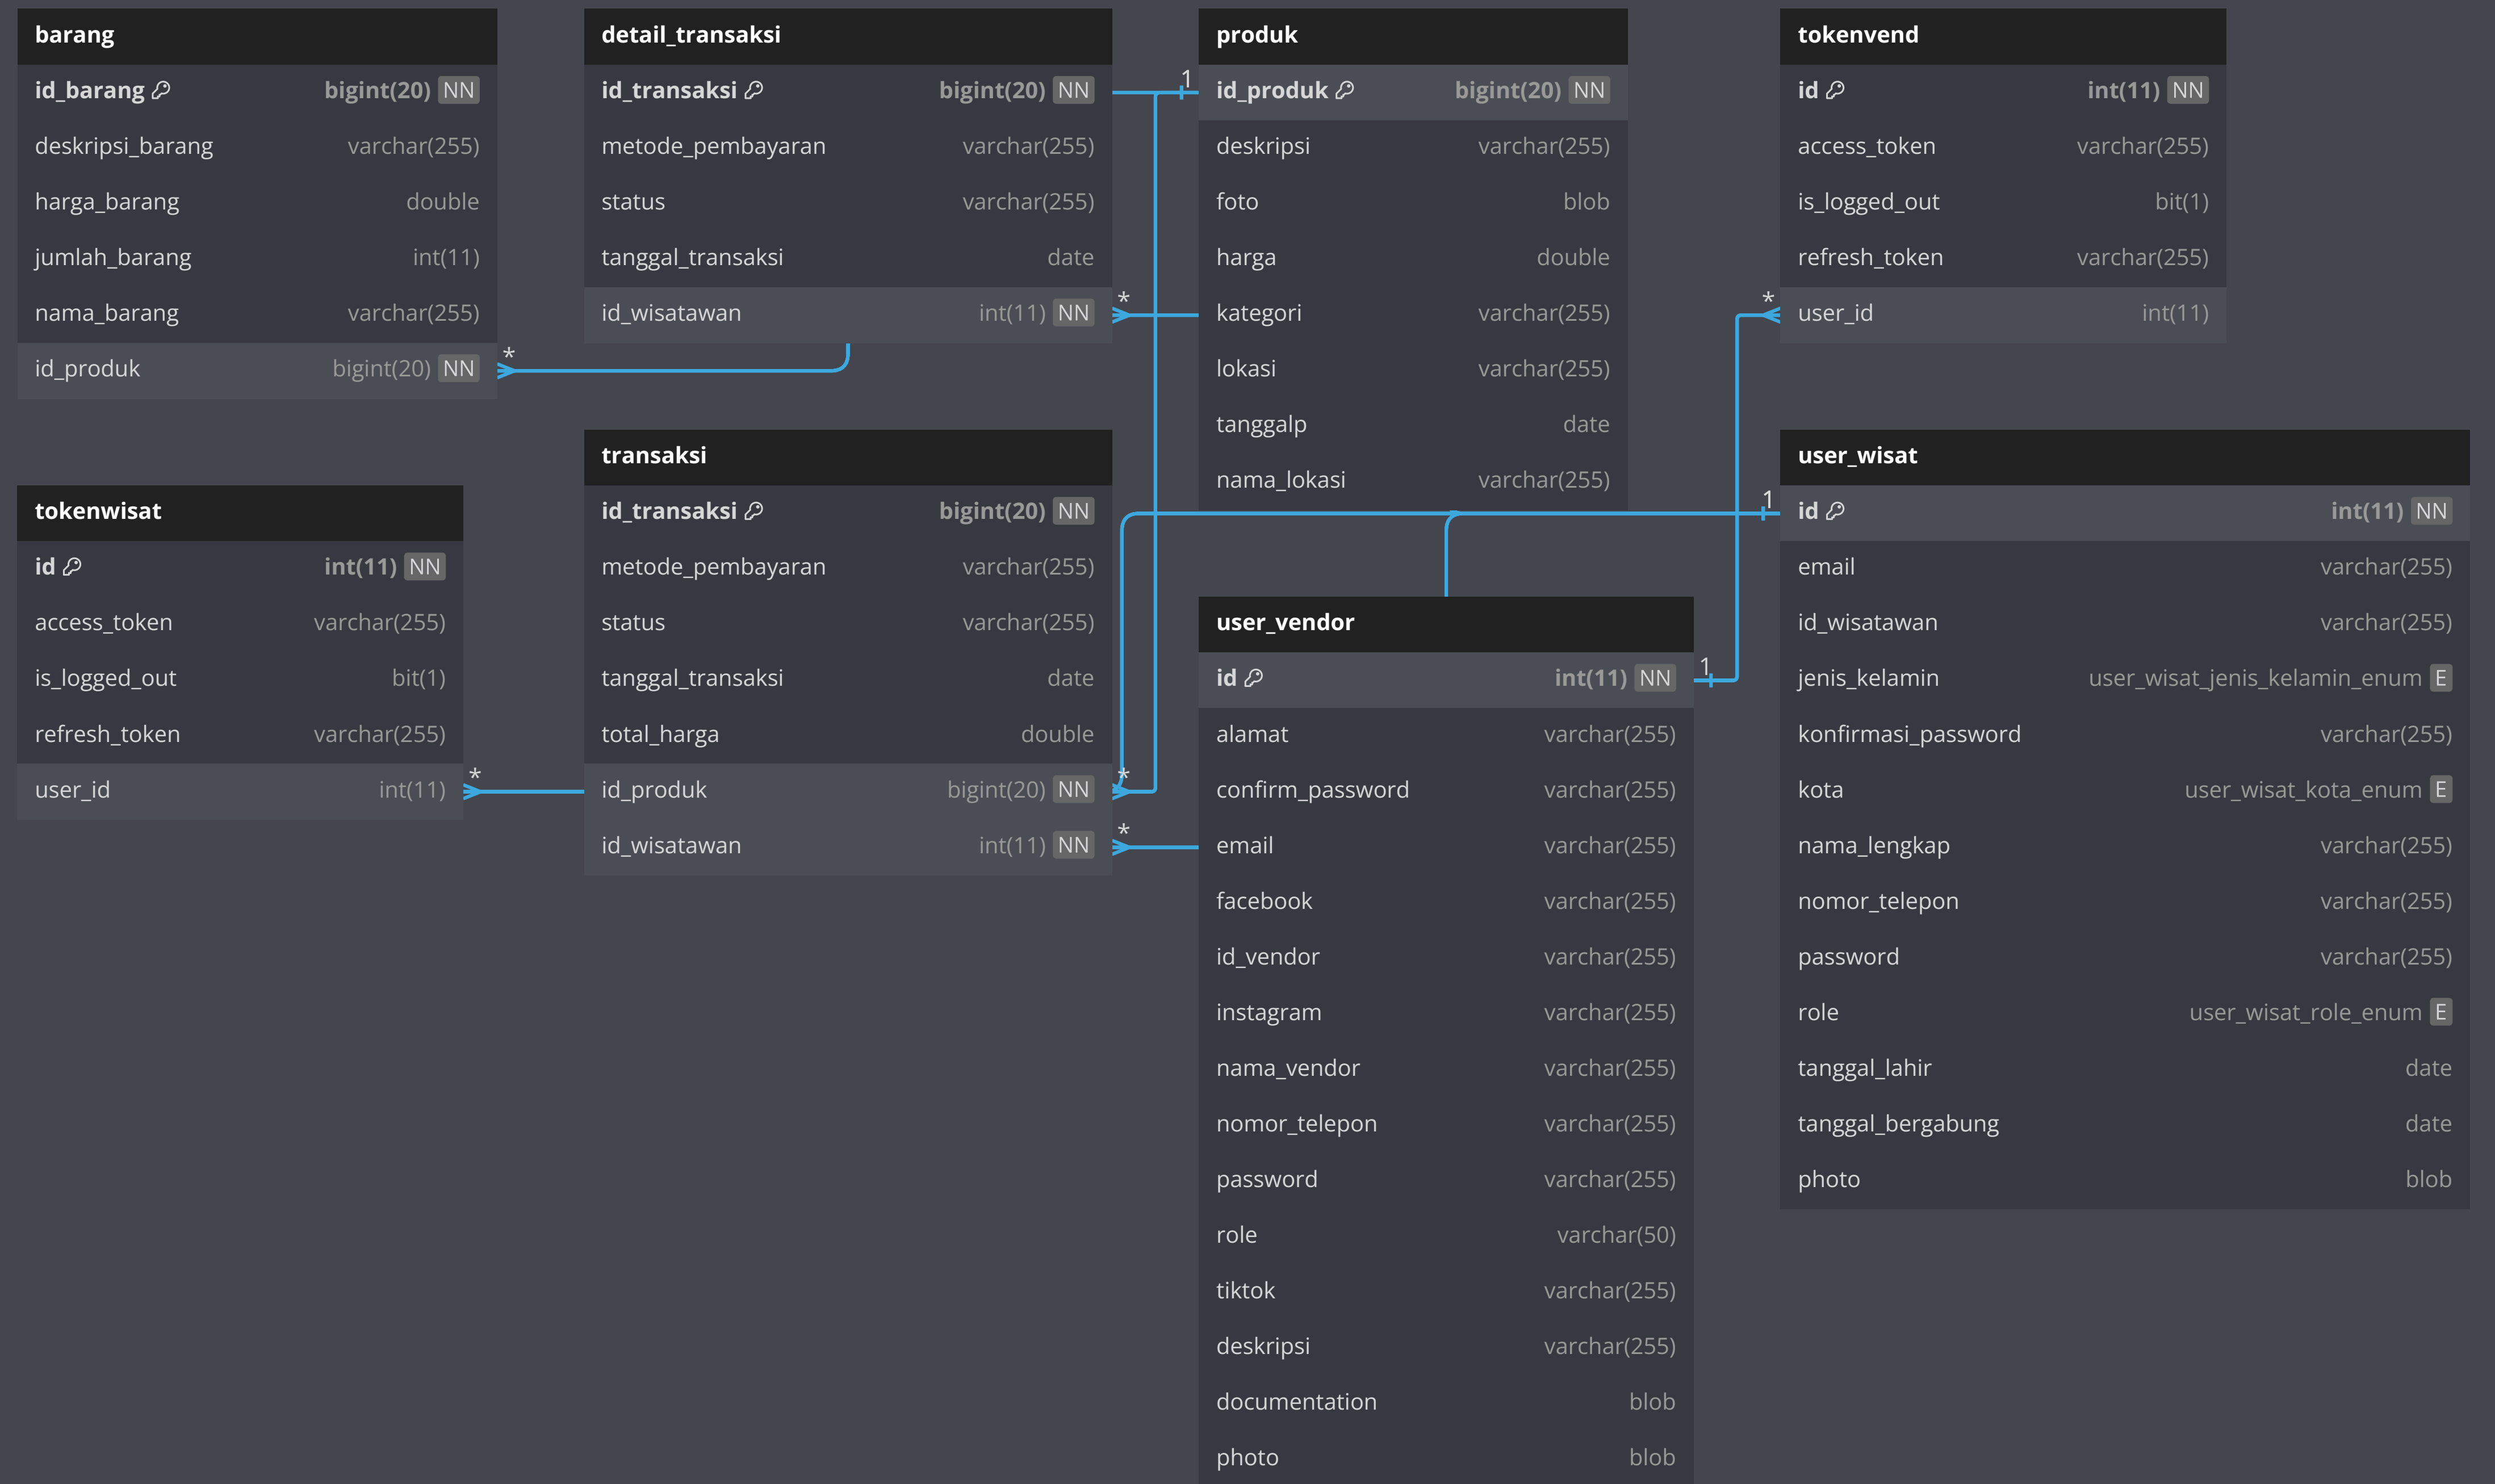 barang
id_barang bigint(20) NN
deskripsi_barang varchar(255)
harga_barang double
jumlah_barang int(11)
nama_barang varchar(255)
id_produk bigint(20) NN
*
detail_transaksi
id_transaksi bigint(20) NN
metode_pembayaran varchar(255)
status varchar(255)
tanggal_transaksi date
id_wisatawan int(11) NN
*
1
produk
id_produk bigint(20) NN
deskripsi varchar(255)
foto blob
harga double
kategori varchar(255)
lokasi varchar(255)
tanggalp date
nama_lokasi varchar(255)
tokenvend
id int(11) NN
access_token varchar(255)
is_logged_out bit(1)
refresh_token varchar(255)
*
user_id int(11)
tokenwisat
id int(11) NN
access_token varchar(255)
is_logged_out bit(1)
refresh_token varchar(255)
user_id int(11)
*
transaksi
id_transaksi bigint(20) NN
metode_pembayaran varchar(255)
status varchar(255)
tanggal_transaksi date
total_harga double
id_produk bigint(20) NN
*
id_wisatawan int(11) NN
*
user_vendor
id int(11) NN
1
alamat varchar(255)
confirm_password varchar(255)
email varchar(255)
facebook varchar(255)
id_vendor varchar(255)
instagram varchar(255)
nama_vendor varchar(255)
nomor_telepon varchar(255)
password varchar(255)
role varchar(50)
tiktok varchar(255)
deskripsi varchar(255)
documentation blob
photo blob
user_wisat
1
id int(11) NN
email varchar(255)
id_wisatawan varchar(255)
jenis_kelamin user_wisat_jenis_kelamin_enum E
konfirmasi_password varchar(255)
kota user_wisat_kota_enum E
nama_lengkap varchar(255)
nomor_telepon varchar(255)
password varchar(255)
role user_wisat_role_enum E
tanggal_lahir date
tanggal_bergabung date
photo blob